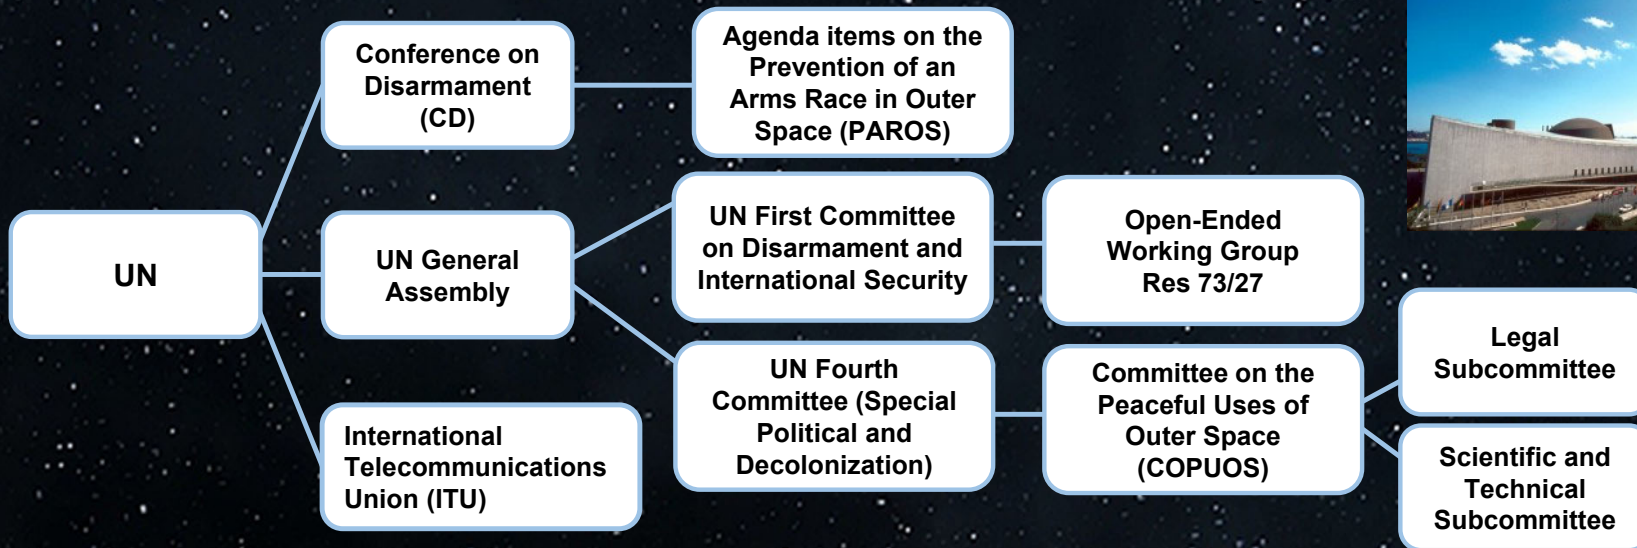 Conference on
Disarmament
(CD)
Agenda items on the
Prevention of an
Arms Race in Outer
Space (PAROS)
UN
UN General
Assembly
UN First Committee
on Disarmament and
International Security
Open-Ended
Working Group
Res 73/27
International
Telecommunications
Union (ITU)
UN Fourth
Committee (Special
Political and
Decolonization)
Committee on the
Peaceful Uses of
Outer Space
(COPUOS)
Legal
Subcommittee
Scientific and
Technical
Subcommittee